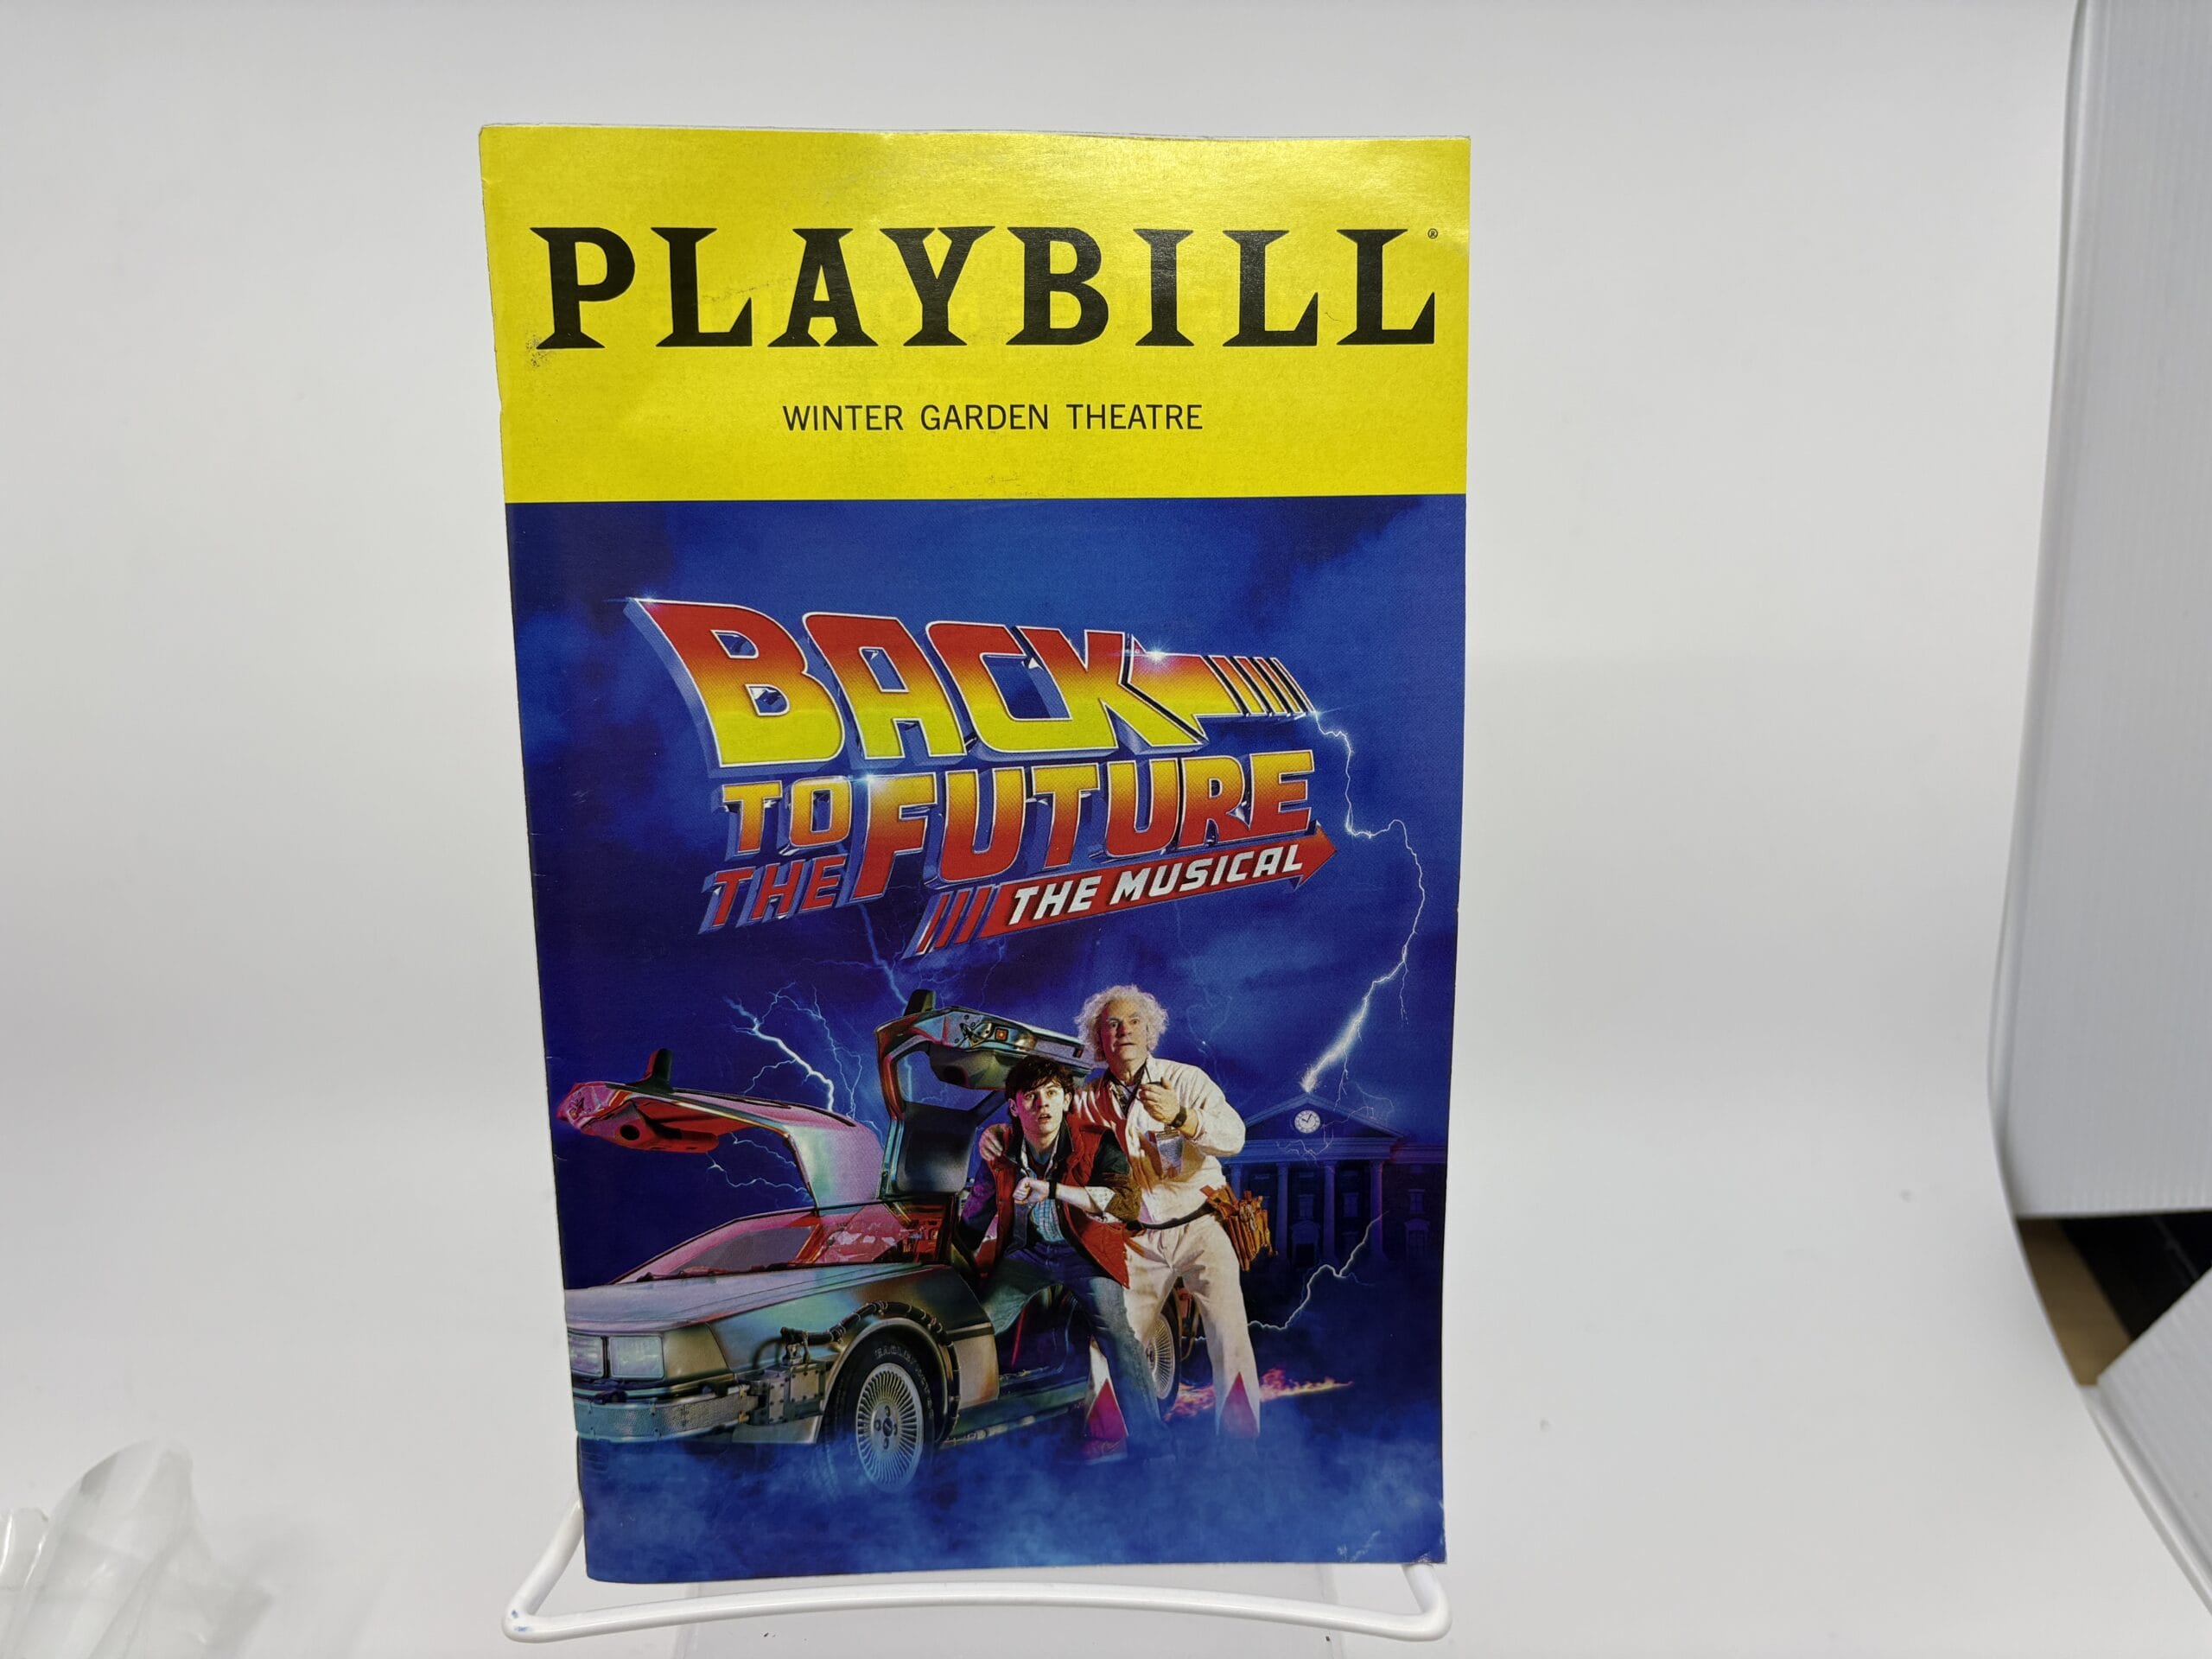 PLAYBILL®
WINTER GARDEN THEATRE
BACK
TO THE FUTURE
THE MUSICAL